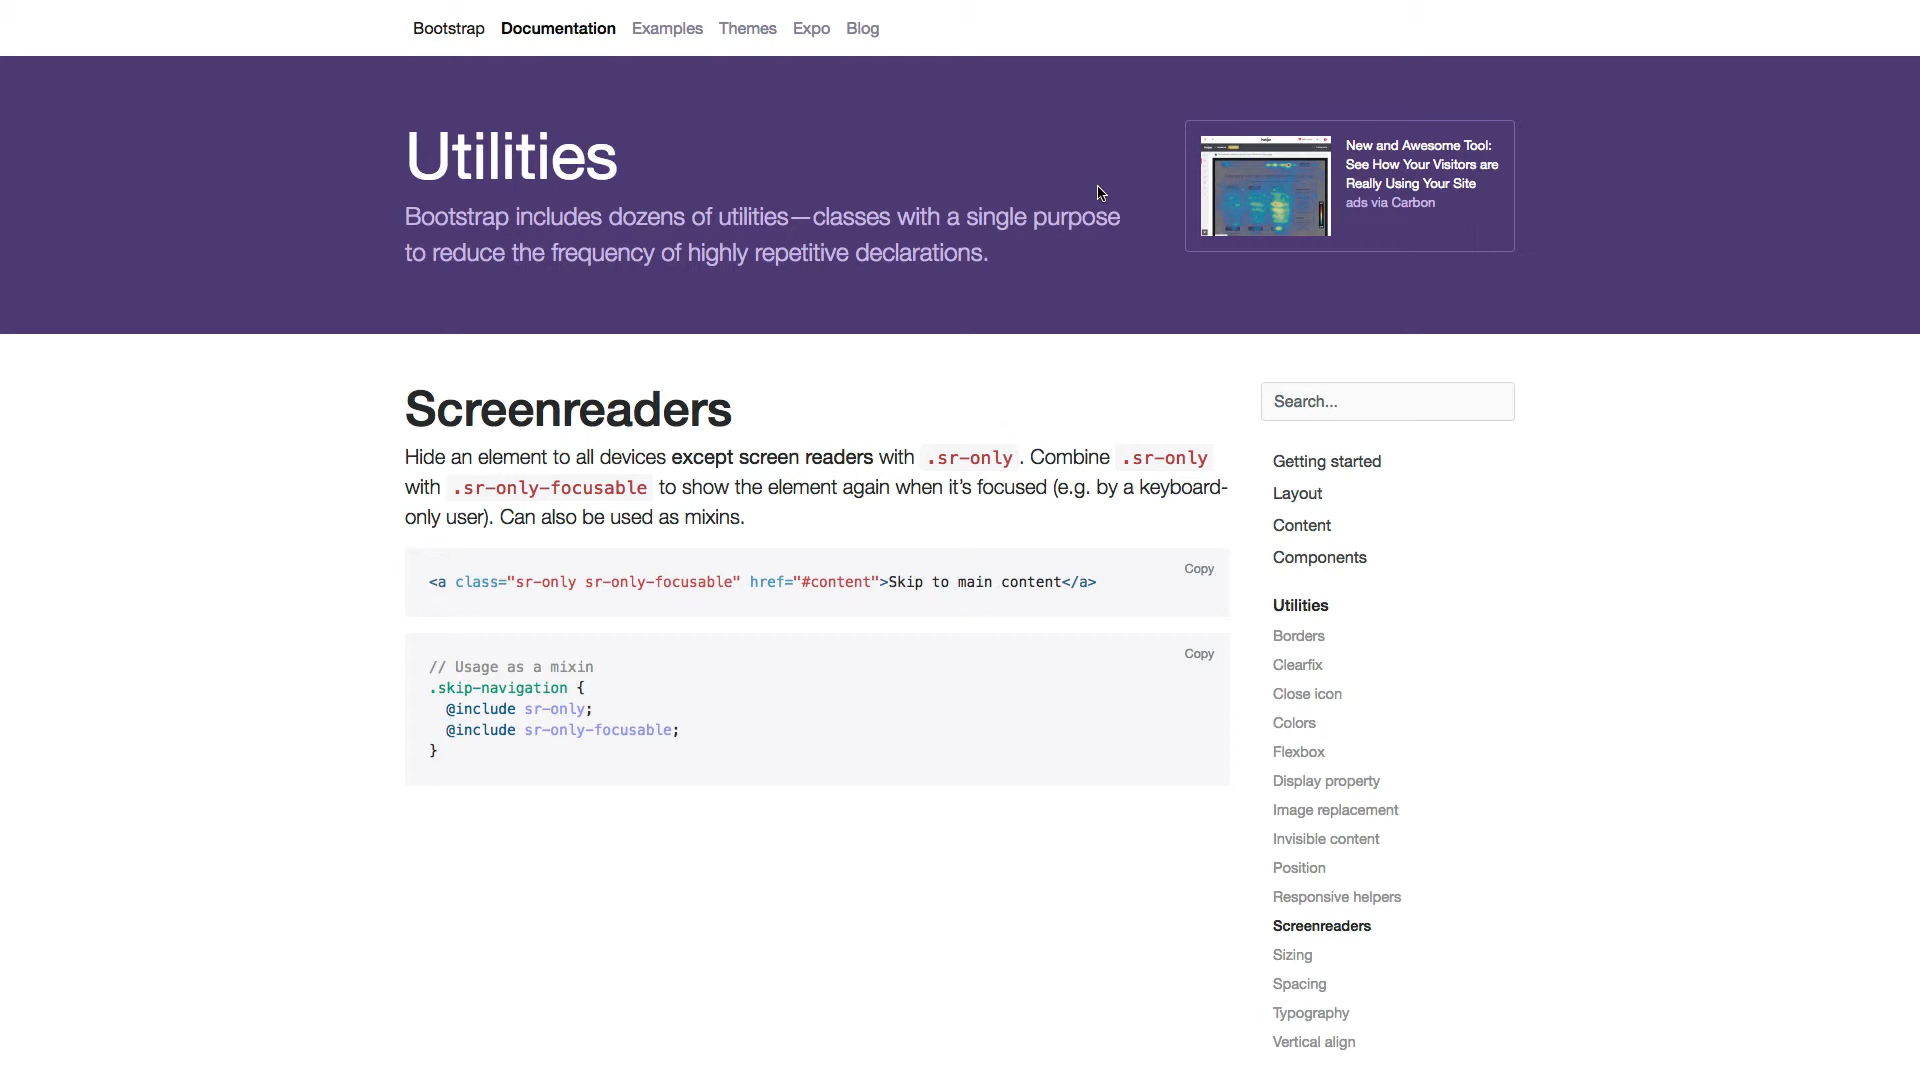 Bootstrap Documentation Examples Themes Expo Blog
Utilities
Bootstrap includes dozens of utilities—classes with a single purpose
to reduce the frequency of highly repetitive declarations.
New and Awesome Tool:
See How Your Visitors are
Really Using Your Site
ads via Carbon
Screenreaders
Hide an element to all devices except screen readers with .sr-only. Combine .sr-only
with .sr-only-focusable to show the element again when it’s focused (e.g. by a keyboard-
only user). Can also be used as mixins.
Copy
<a class="sr-only sr-only-focusable" href="#content">Skip to main content</a>
Copy
// Usage as a mixin
.skip-navigation {
  @include sr-only;
  @include sr-only-focusable;
}
Search...
Getting started
Layout
Content
Components
Utilities
Borders
Clearfix
Close icon
Colors
Flexbox
Display property
Image replacement
Invisible content
Position
Responsive helpers
Screenreaders
Sizing
Spacing
Typography
Vertical align